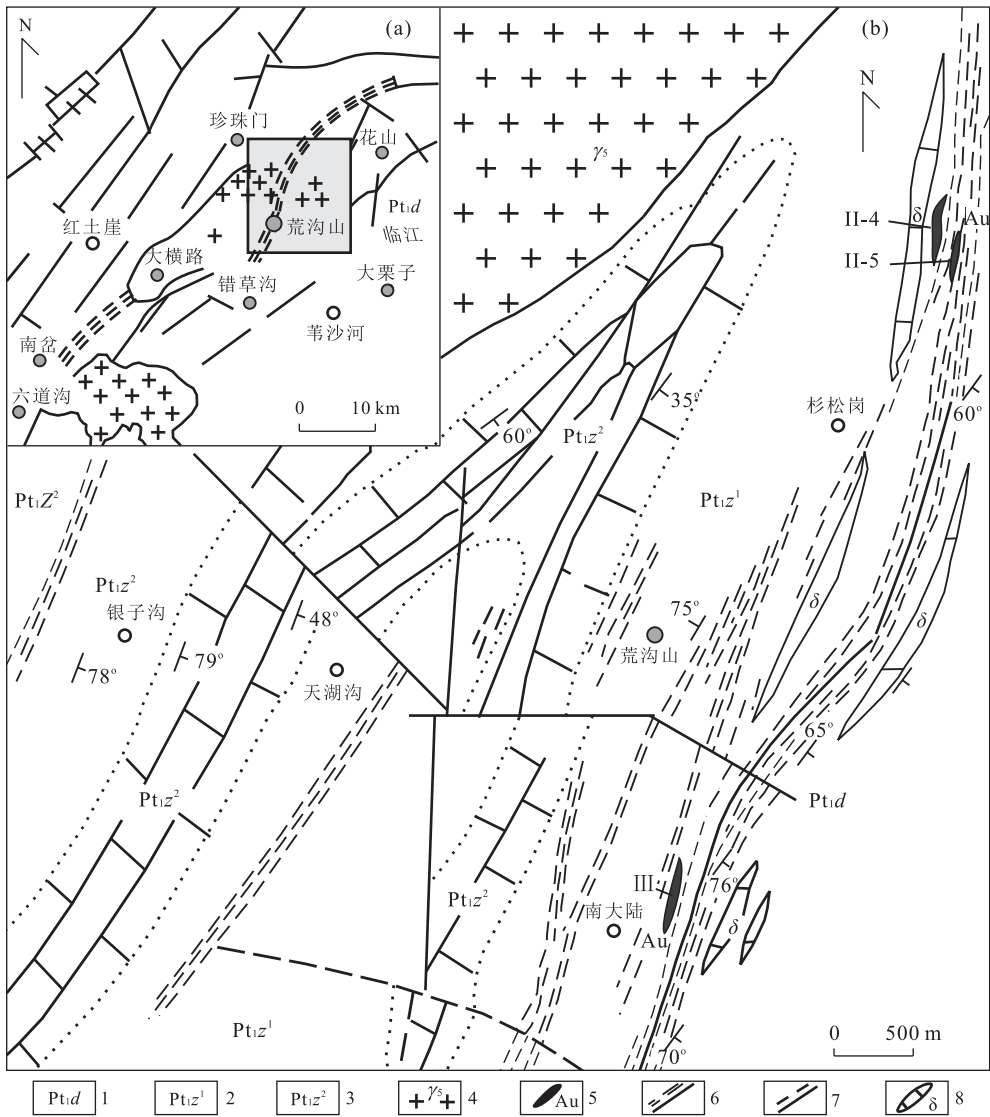 N
(a)
珍珠门
花山
Pt₁d
临江
红土崖
荒沟山
大横路
错草沟
大栗子
苇沙河
南岔
六道沟
0 10 km
(b)
N
γ₅
δ
II-4
Au
II-5
杉松岗
60°
35°
60°
Pt₁z²
Pt₁z¹
Pt₁Z²
Pt₁z²
银子沟
48°
78°
79°
天湖沟
75°
荒沟山
δ
δ
65°
Pt₁z²
Pt₁d
Pt₁z²
III
76°
南大陆
Au
δ
Pt₁z¹
70°
0 500 m
Pt₁d 1
Pt₁z¹ 2
Pt₁z² 3
γ₅ 4
Au 5
6
7
δ 8